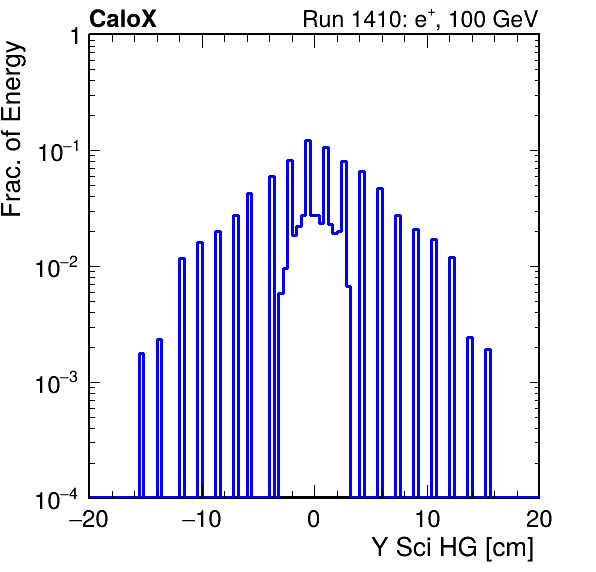 CaloX Run 1410: e⁺, 100 GeV
Frac. of Energy
1
10⁻¹
10⁻²
10⁻³
10⁻⁴
−20 −10 0 10 20
Y Sci HG [cm]